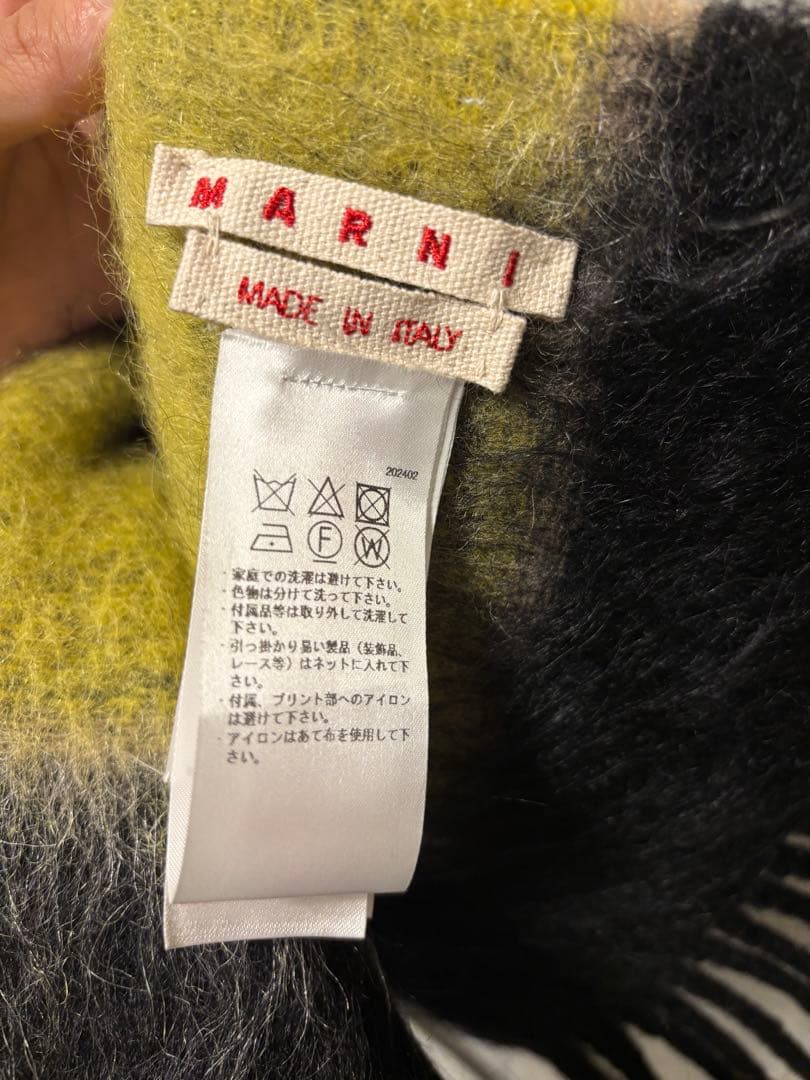 MARNI
MADE IN ITALY
202402
F W
・家庭での洗濯は避けて下さい。
・色物は分けて洗って下さい。
・付属品等は取り外して洗濯して
下さい。
・引っ掛かり易い製品（装飾品、
レース等）はネットに入れて下
さい。
・付属、プリント部へのアイロン
は避けて下さい。
・アイロンはあて布を使用して下
さい。